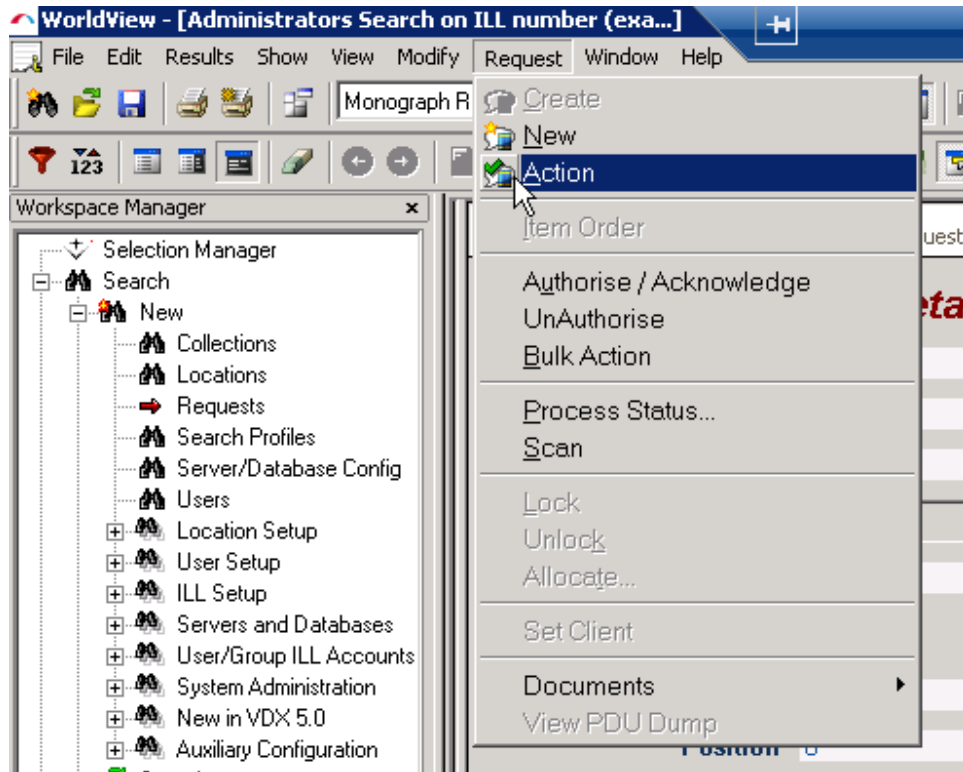 WorldView - [Administrators Search on ILL number (exa...]
File Edit Results Show View Modify Request Window Help
Monograph R
123
Workspace Manager
Selection Manager
Search
New
Collections
Locations
Requests
Search Profiles
Server/Database Config
Users
Location Setup
User Setup
ILL Setup
Servers and Databases
User/Group ILL Accounts
System Administration
New in VDX 5.0
Auxiliary Configuration
Create
New
Action
Item Order
Authorise / Acknowledge
UnAuthorise
Bulk Action
Process Status...
Scan
Lock
Unlock
Allocate...
Set Client
Documents
View PDU Dump
uest
eta
Position